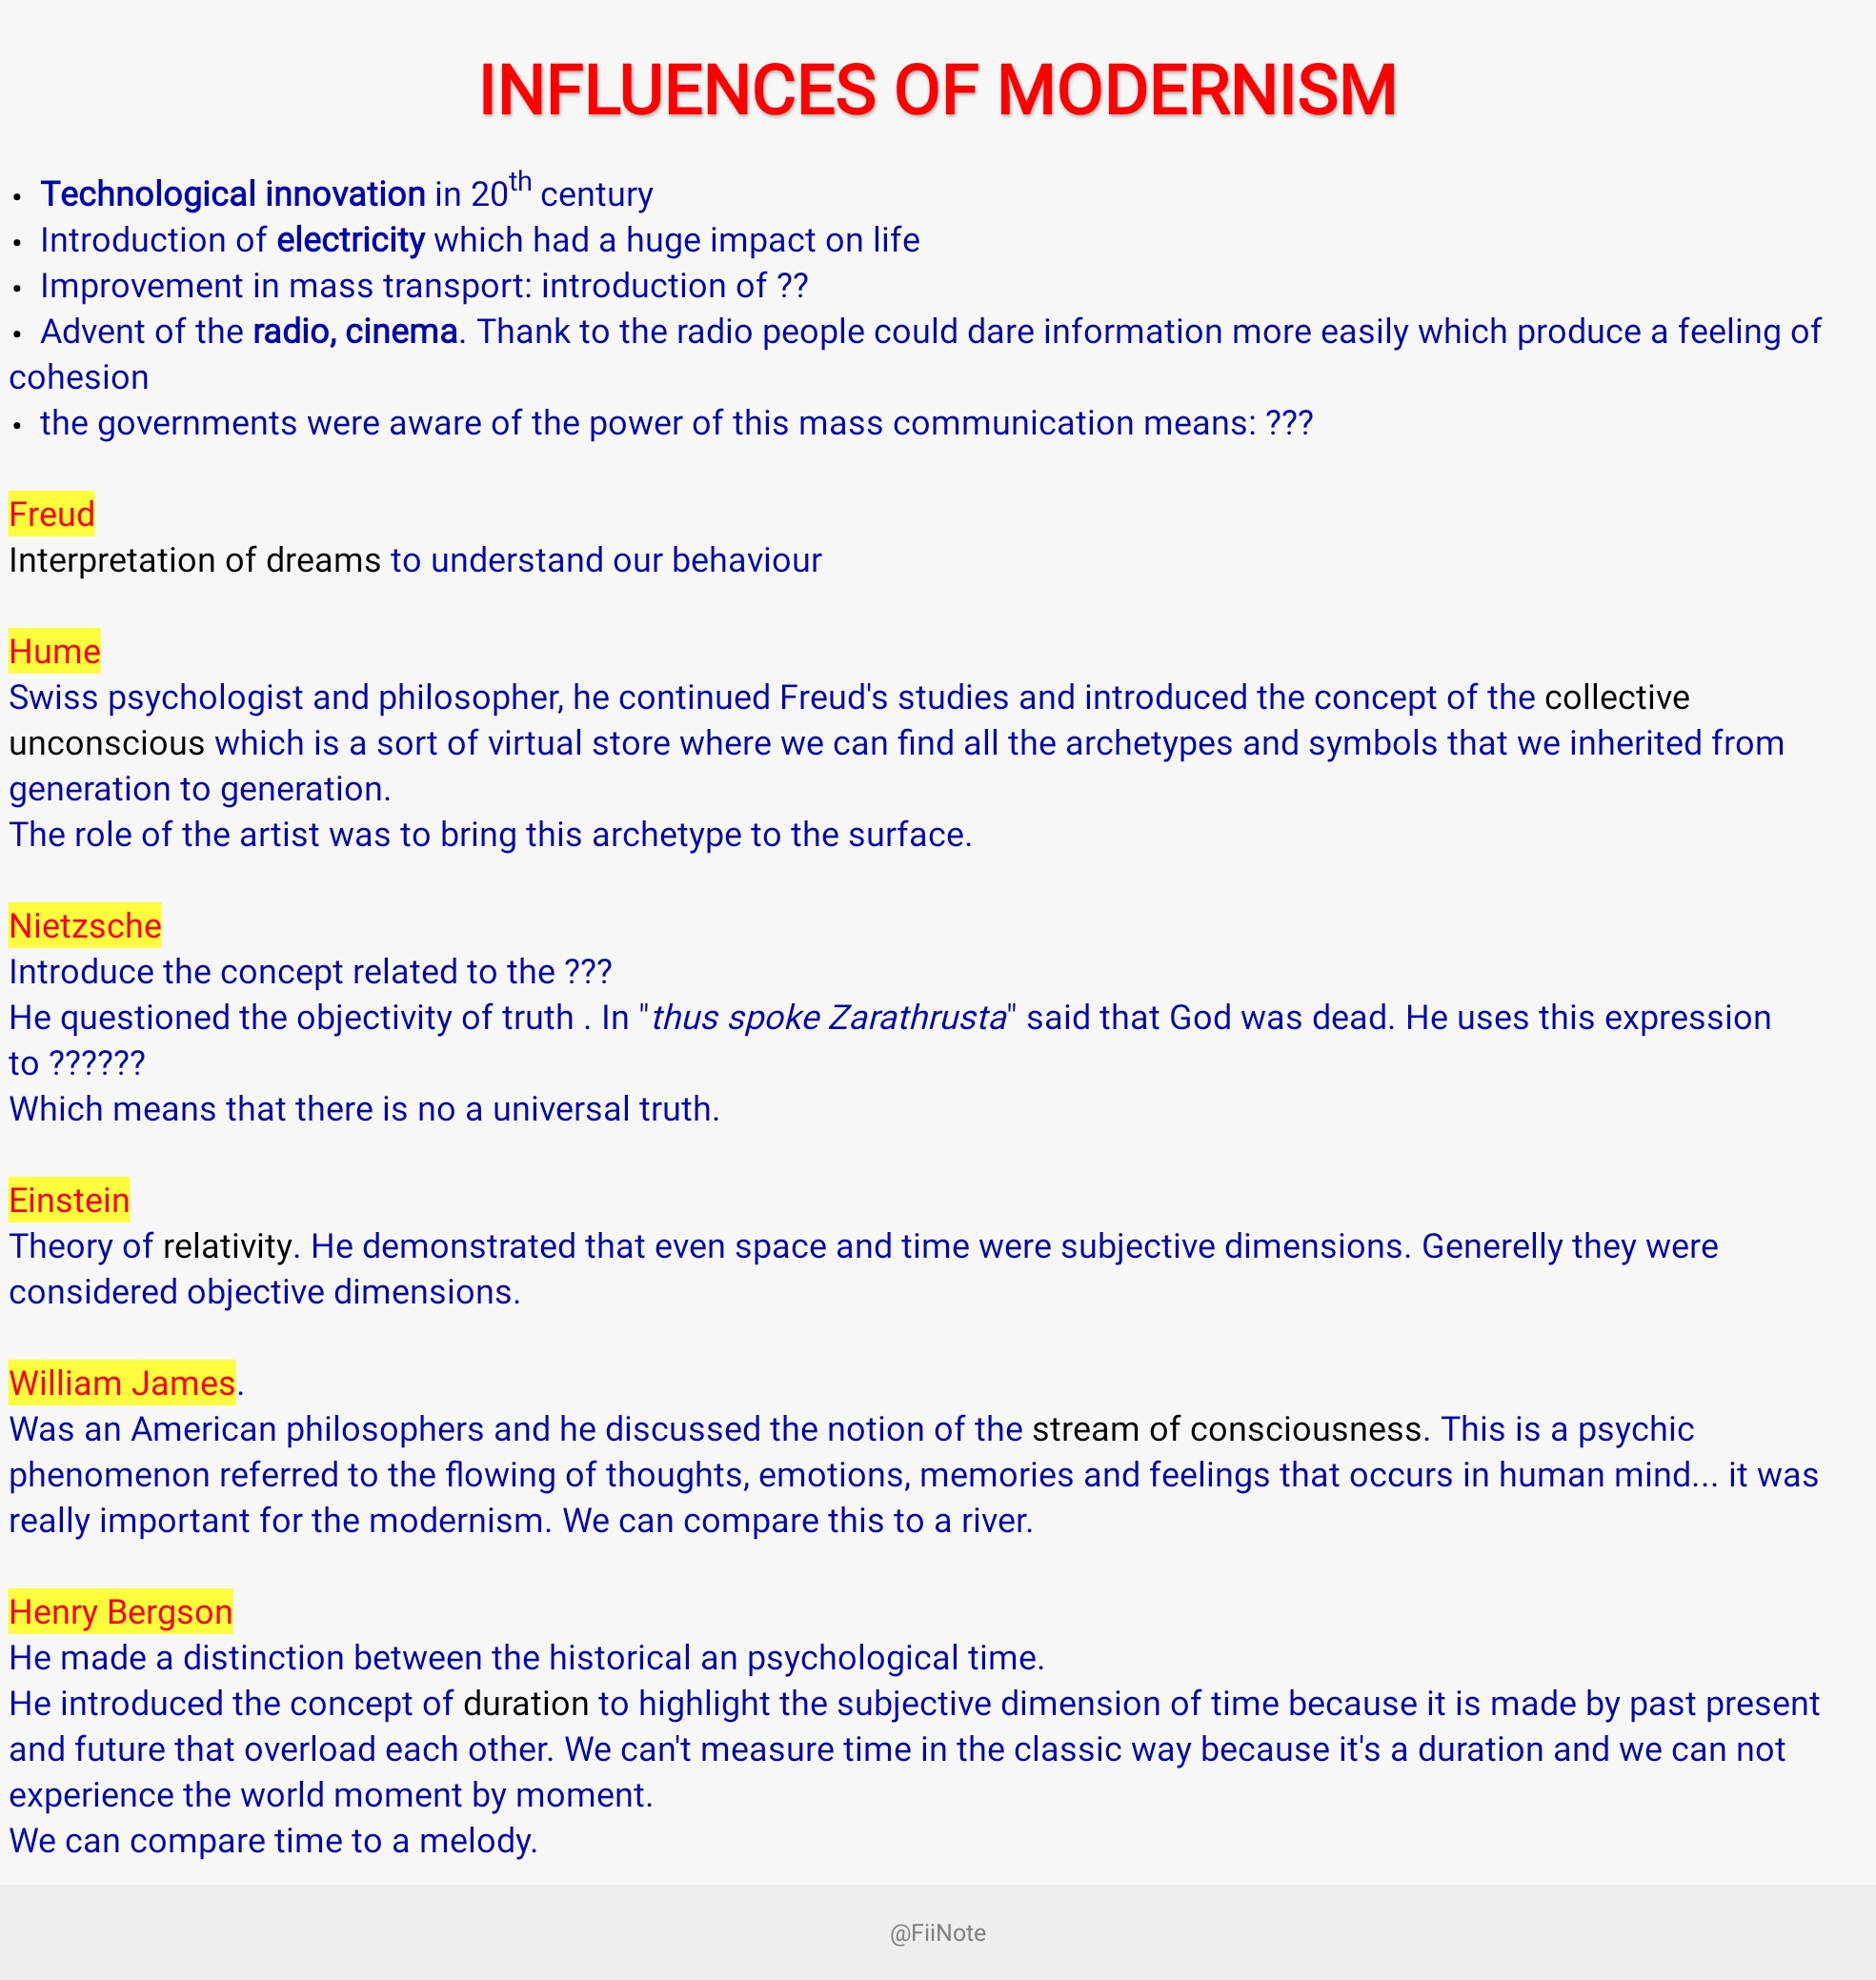 INFLUENCES OF MODERNISM
• Technological innovation in 20th century
• Introduction of electricity which had a huge impact on life
• Improvement in mass transport: introduction of ??
• Advent of the radio, cinema. Thank to the radio people could dare information more easily which produce a feeling of
cohesion
• the governments were aware of the power of this mass communication means: ???
Freud
Interpretation of dreams to understand our behaviour
Hume
Swiss psychologist and philosopher, he continued Freud's studies and introduced the concept of the collective
unconscious which is a sort of virtual store where we can find all the archetypes and symbols that we inherited from
generation to generation.
The role of the artist was to bring this archetype to the surface.
Nietzsche
Introduce the concept related to the ???
He questioned the objectivity of truth . In "thus spoke Zarathrusta" said that God was dead. He uses this expression
to ??????
Which means that there is no a universal truth.
Einstein
Theory of relativity. He demonstrated that even space and time were subjective dimensions. Generelly they were
considered objective dimensions.
William James.
Was an American philosophers and he discussed the notion of the stream of consciousness. This is a psychic
phenomenon referred to the flowing of thoughts, emotions, memories and feelings that occurs in human mind... it was
really important for the modernism. We can compare this to a river.
Henry Bergson
He made a distinction between the historical an psychological time.
He introduced the concept of duration to highlight the subjective dimension of time because it is made by past present
and future that overload each other. We can't measure time in the classic way because it's a duration and we can not
experience the world moment by moment.
We can compare time to a melody.
@FiiNote